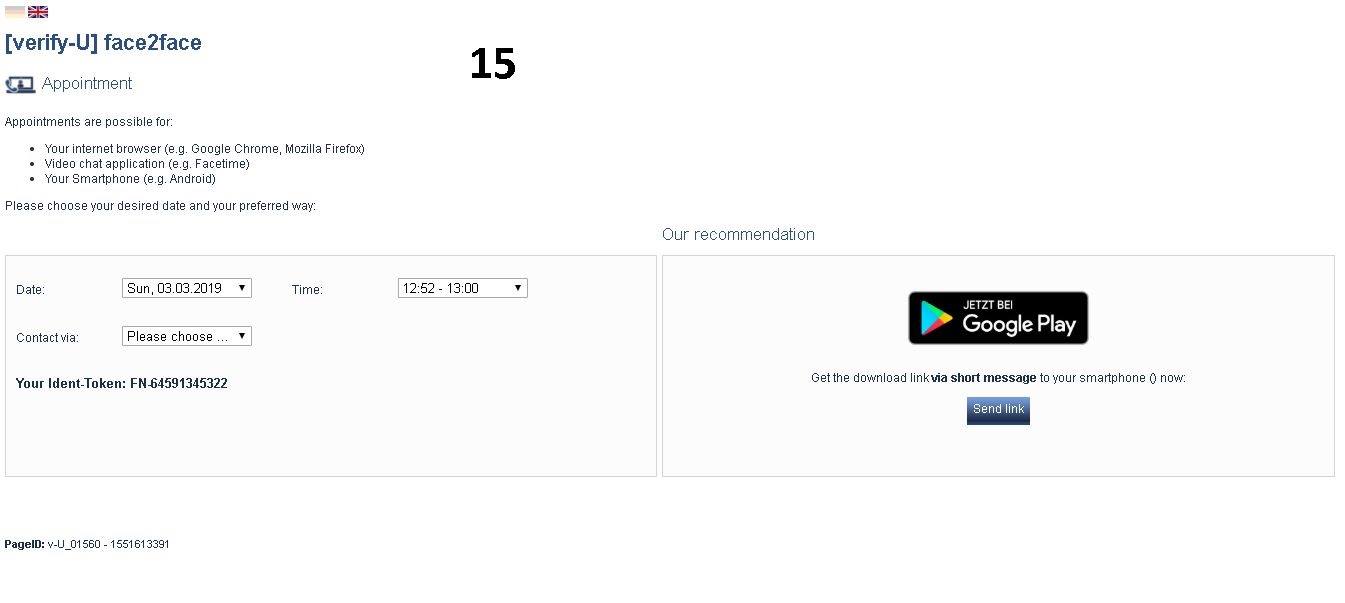 [verify-U] face2face
15
Appointment
Appointments are possible for:
Your internet browser (e.g. Google Chrome, Mozilla Firefox)
Video chat application (e.g. Facetime)
Your Smartphone (e.g. Android)
Please choose your desired date and your preferred way:
Our recommendation
Date: Sun, 03.03.2019 Time: 12:52 - 13:00
Contact via: Please choose ...
Your Ident-Token: FN-64591345322
JETZT BEI
Google Play
Get the download link via short message to your smartphone () now:
Send link
PageID: v-U_01560 - 1551613391